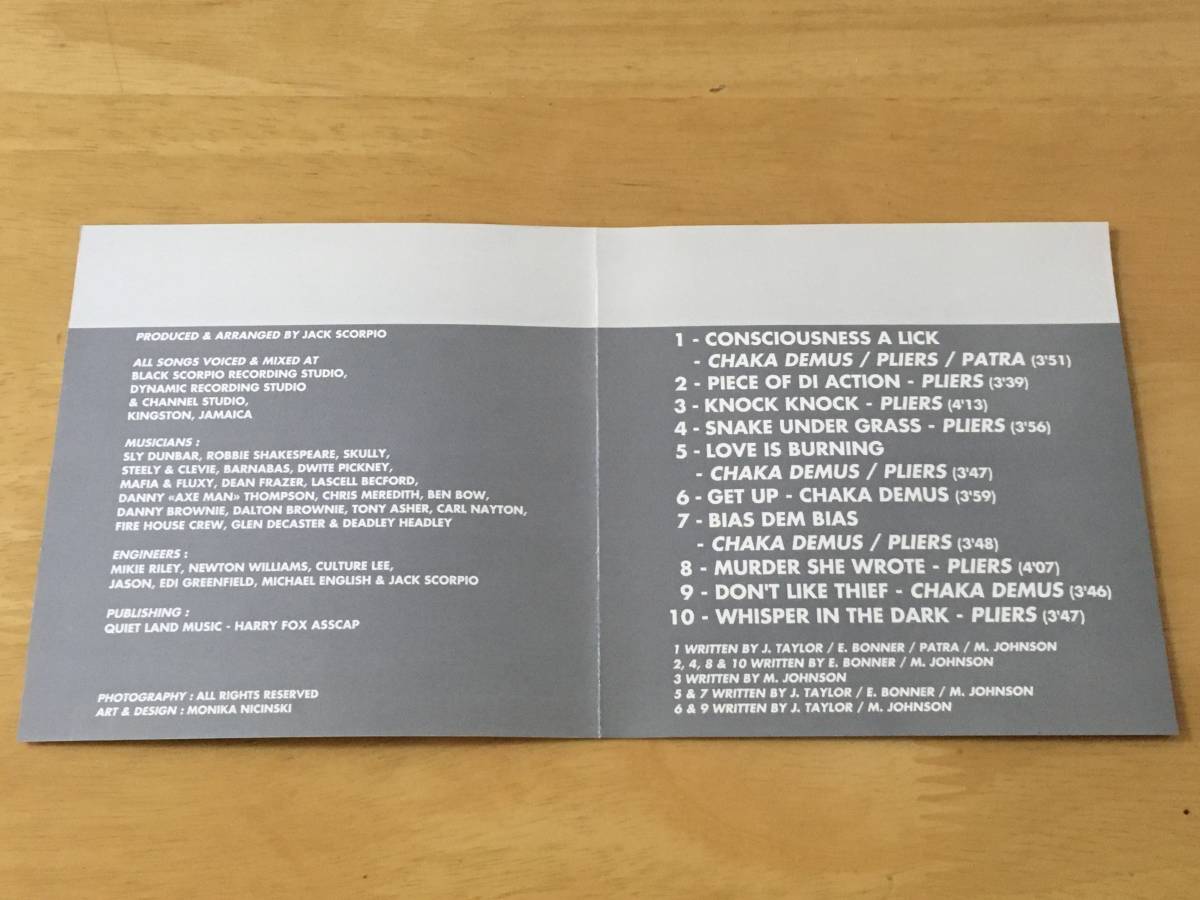 PRODUCED & ARRANGED BY JACK SCORPIO
ALL SONGS VOICED & MIXED AT
BLACK SCORPIO RECORDING STUDIO,
DYNAMIC RECORDING STUDIO
& CHANNEL STUDIO,
KINGSTON, JAMAICA
MUSICIANS :
SLY DUNBAR, ROBBIE SHAKESPEARE, SKULLY,
STEELY & CLEVIE, BARNABAS, DWITE PICKNEY,
MAFIA & FLUXY, DEAN FRAZER, LASCELL BECFORD,
DANNY «AXE MAN» THOMPSON, CHRIS MEREDITH, BEN BOW,
DANNY BROWNIE, DALTON BROWNIE, TONY ASHER, CARL NAYTON,
FIRE HOUSE CREW, GLEN DECASTER & DEADLEY HEADLEY
ENGINEERS :
MIKIE RILEY, NEWTON WILLIAMS, CULTURE LEE,
JASON, EDI GREENFIELD, MICHAEL ENGLISH & JACK SCORPIO
PUBLISHING :
QUIET LAND MUSIC - HARRY FOX ASSCAP
PHOTOGRAPHY : ALL RIGHTS RESERVED
ART & DESIGN : MONIKA NICINSKI
1 - CONSCIOUSNESS A LICK
- CHAKA DEMUS / PLIERS / PATRA (3'51)
2 - PIECE OF DI ACTION - PLIERS (3'39)
3 - KNOCK KNOCK - PLIERS (4'13)
4 - SNAKE UNDER GRASS - PLIERS (3'56)
5 - LOVE IS BURNING
- CHAKA DEMUS / PLIERS (3'47)
6 - GET UP - CHAKA DEMUS (3'59)
7 - BIAS DEM BIAS
- CHAKA DEMUS / PLIERS (3'48)
8 - MURDER SHE WROTE - PLIERS (4'07)
9 - DON'T LIKE THIEF - CHAKA DEMUS (3'46)
10 - WHISPER IN THE DARK - PLIERS (3'47)
1 WRITTEN BY J. TAYLOR / E. BONNER / PATRA / M. JOHNSON
2, 4, 8 & 10 WRITTEN BY E. BONNER / M. JOHNSON
3 WRITTEN BY M. JOHNSON
5 & 7 WRITTEN BY J. TAYLOR / E. BONNER / M. JOHNSON
6 & 9 WRITTEN BY J. TAYLOR / M. JOHNSON